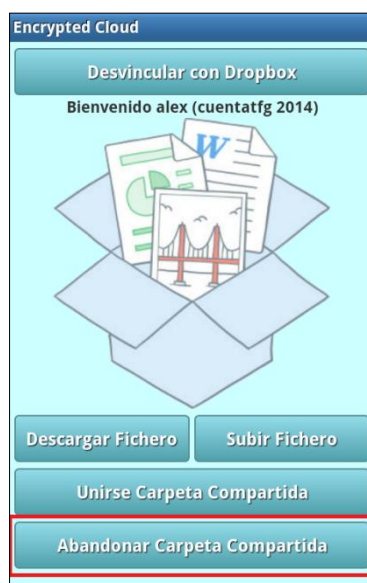 Encrypted Cloud
Desvincular con Dropbox
Bienvenido alex (cuentatfg 2014)
W
Descargar Fichero
Subir Fichero
Unirse Carpeta Compartida
Abandonar Carpeta Compartida